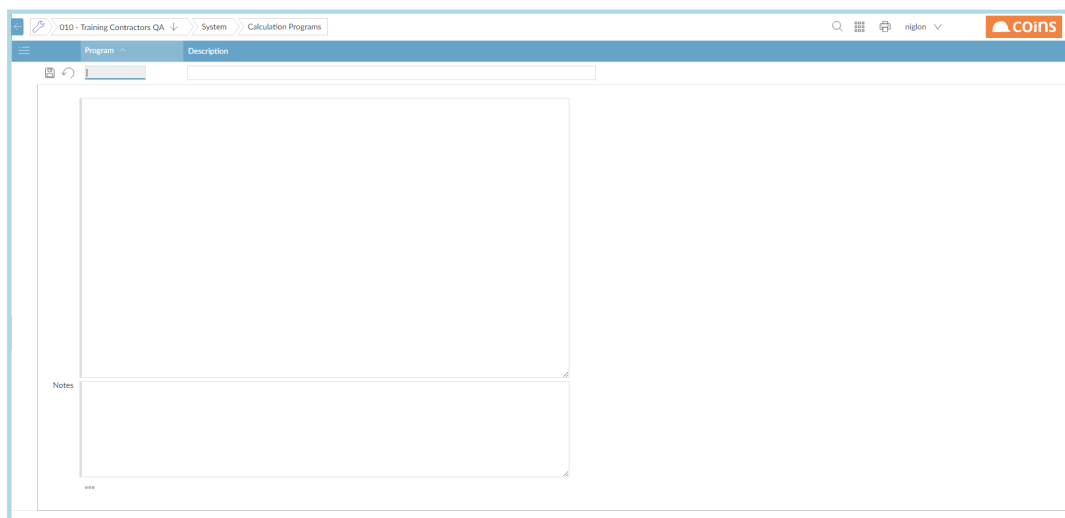 010 - Training Contractors QA System Calculation Programs niglon coins
Program Description
Notes